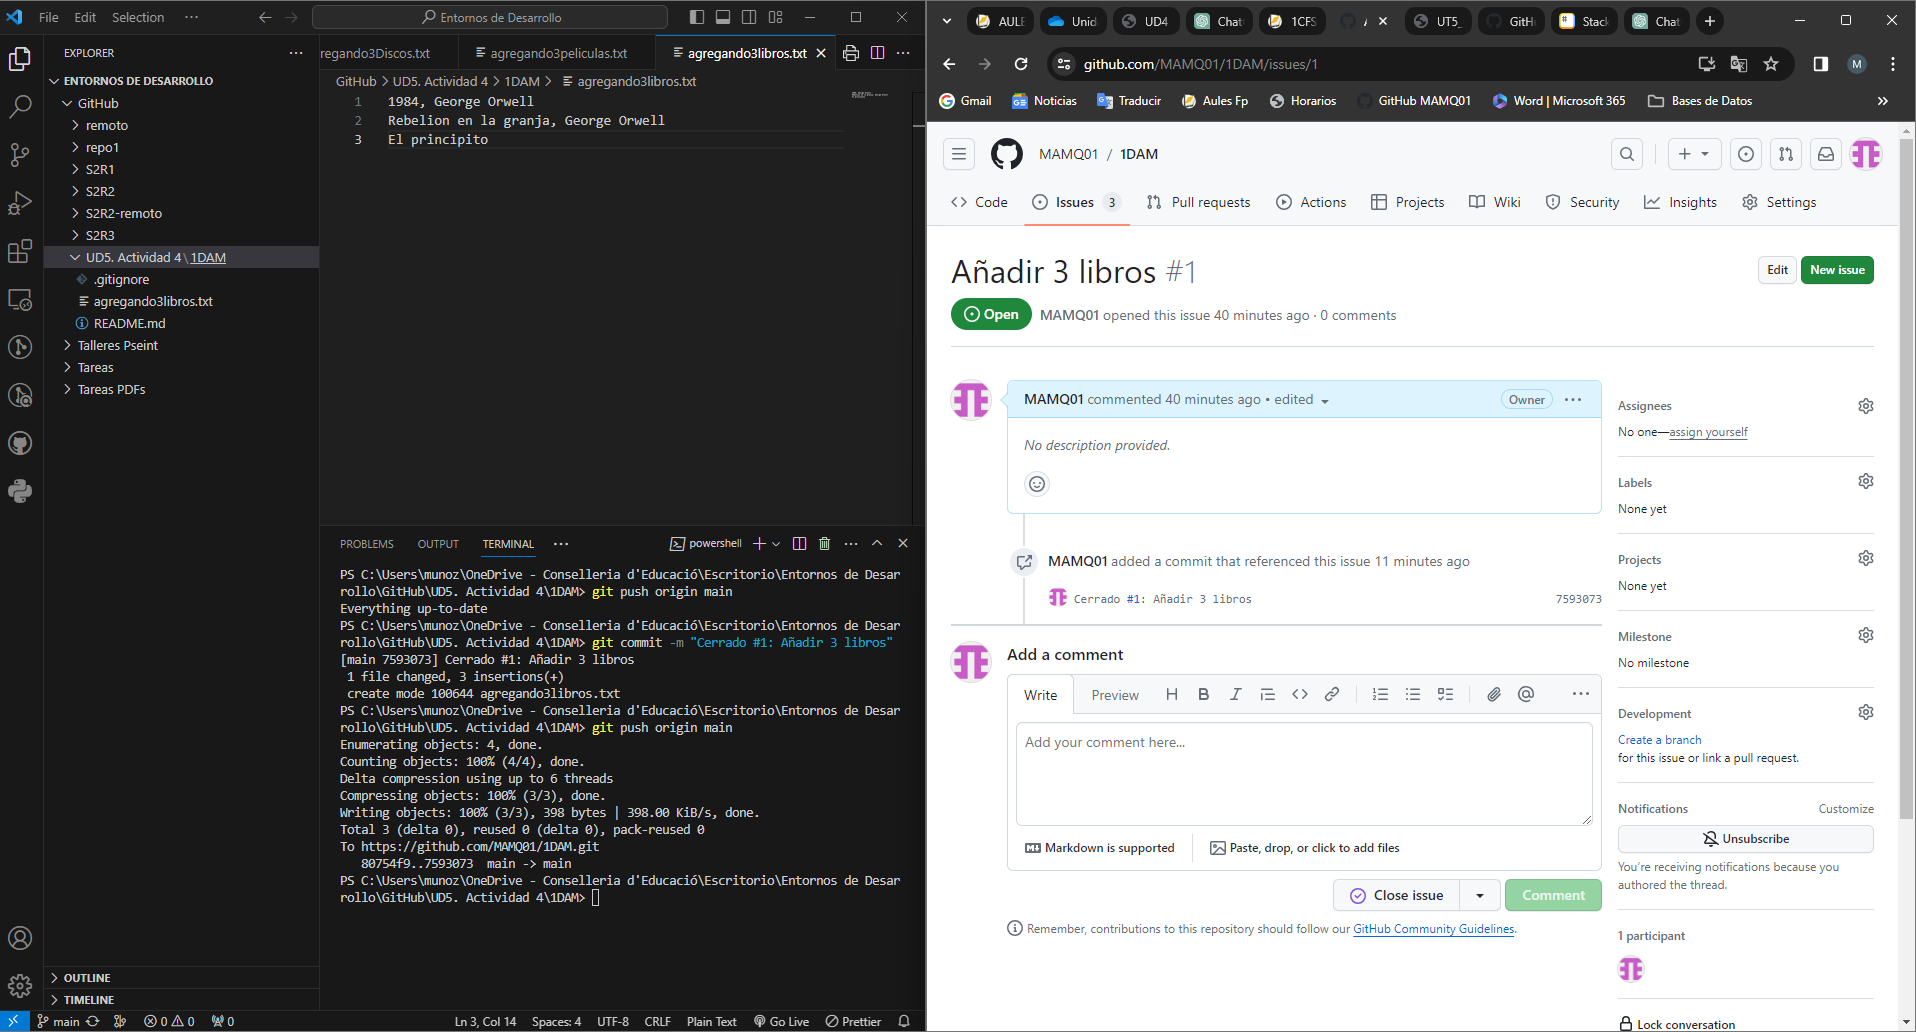 File Edit Selection ··· Entornos de Desarrollo
EXPLORER ···
ENTORNOS DE DESARROLLO
GitHub
remoto
repo1
S2R1
S2R2
S2R2-remoto
S2R3
UD5. Actividad 4\1DAM
.gitignore
agregando3libros.txt
README.md
Talleres Pseint
Tareas
Tareas PDFs
OUTLINE
TIMELINE
regando3Discos.txt agregando3peliculas.txt agregando3libros.txt
GitHub > UD5. Actividad 4 > 1DAM > agregando3libros.txt
1 1984, George Orwell
2 Rebelion en la granja, George Orwell
3 El principito
PROBLEMS OUTPUT TERMINAL ··· powershell
PS C:\Users\munoz\OneDrive - Conselleria d'Educació\Escritorio\Entornos de Desar
rollo\GitHub\UD5. Actividad 4\1DAM> git push origin main
Everything up-to-date
PS C:\Users\munoz\OneDrive - Conselleria d'Educació\Escritorio\Entornos de Desar
rollo\GitHub\UD5. Actividad 4\1DAM> git commit -m "Cerrado #1: Añadir 3 libros"
[main 7593073] Cerrado #1: Añadir 3 libros
1 file changed, 3 insertions(+)
create mode 100644 agregando3libros.txt
PS C:\Users\munoz\OneDrive - Conselleria d'Educació\Escritorio\Entornos de Desar
rollo\GitHub\UD5. Actividad 4\1DAM> git push origin main
Enumerating objects: 4, done.
Counting objects: 100% (4/4), done.
Delta compression using up to 6 threads
Compressing objects: 100% (3/3), done.
Writing objects: 100% (3/3), 398 bytes | 398.00 KiB/s, done.
Total 3 (delta 0), reused 0 (delta 0), pack-reused 0
To https://github.com/MAMQ01/1DAM.git
80754f9..7593073 main -> main
PS C:\Users\munoz\OneDrive - Conselleria d'Educació\Escritorio\Entornos de Desar
rollo\GitHub\UD5. Actividad 4\1DAM>
main 0 0 0 Ln 3, Col 14 Spaces: 4 UTF-8 CRLF Plain Text Go Live Prettier
AULE Unid UD4 Chat 1CFS UT5_ GitH Stack Chat
github.com/MAMQ01/1DAM/issues/1 M
Gmail Noticias Traducir Aules Fp Horarios GitHub MAMQ01 Word | Microsoft 365 Bases de Datos »
MAMQ01 / 1DAM
Code Issues 3 Pull requests Actions Projects Wiki Security Insights Settings
Añadir 3 libros #1
Edit New issue
Open MAMQ01 opened this issue 40 minutes ago · 0 comments
MAMQ01 commented 40 minutes ago • edited Owner ···
No description provided.
MAMQ01 added a commit that referenced this issue 11 minutes ago
Cerrado #1: Añadir 3 libros 7593073
Add a comment
Write Preview H B I @ ···
Add your comment here...
Markdown is supported Paste, drop, or click to add files
Close issue Comment
Remember, contributions to this repository should follow our GitHub Community Guidelines.
Assignees
No one—assign yourself
Labels
None yet
Projects
None yet
Milestone
No milestone
Development
Create a branch
for this issue or link a pull request.
Notifications Customize
Unsubscribe
You're receiving notifications because you
authored the thread.
1 participant
Lock conversation